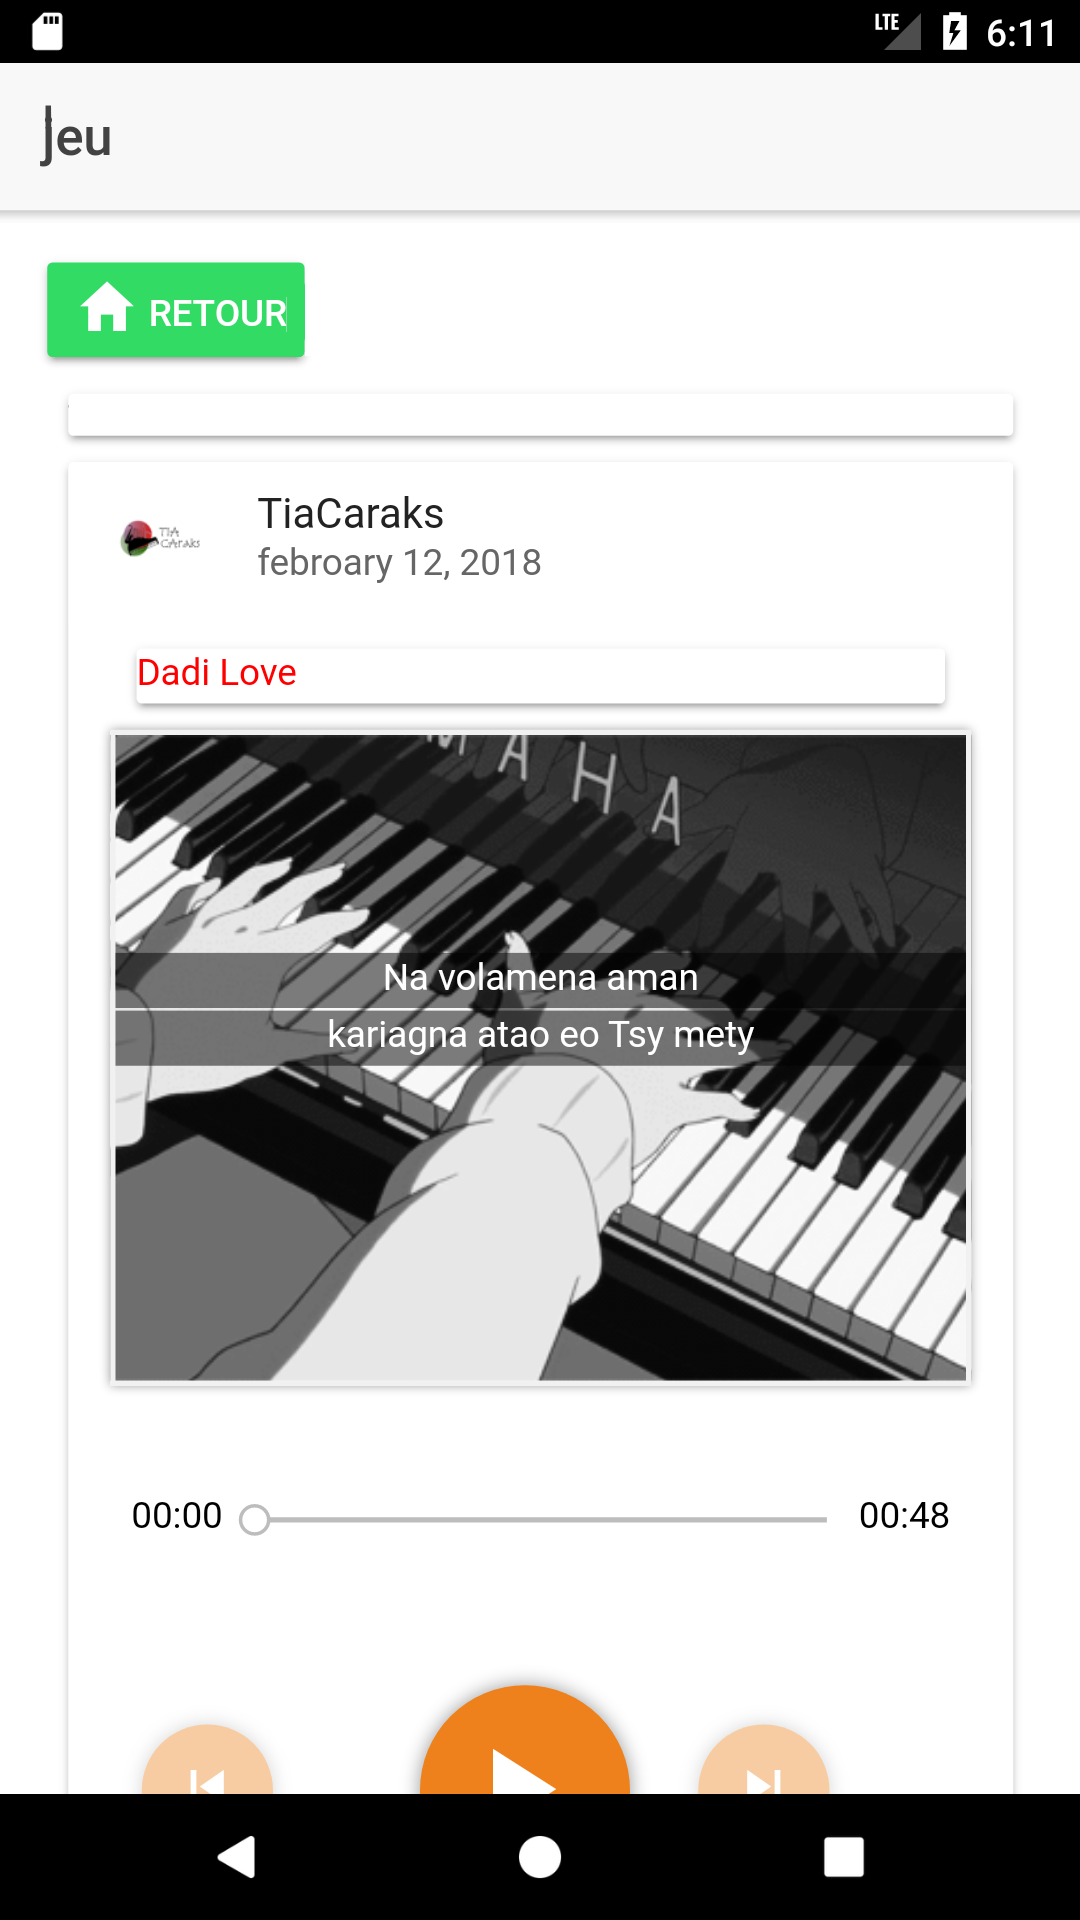 LTE 6:11
Jeu
RETOUR
TIA
CAraks
TiaCaraks
febroary 12, 2018
Dadi Love
M A H A
Na volamena aman
kariagna atao eo Tsy mety
00:00
00:48